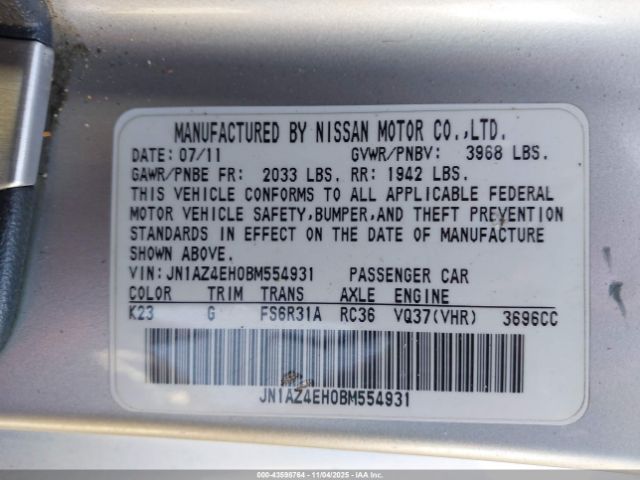 MANUFACTURED BY NISSAN MOTOR CO.,LTD.
DATE: 07/11 GVWR/PNBV: 3968 LBS.
GAWR/PNBE FR: 2033 LBS. RR: 1942 LBS.
THIS VEHICLE CONFORMS TO ALL APPLICABLE FEDERAL
MOTOR VEHICLE SAFETY,BUMPER,AND THEFT PREVENTION
STANDARDS IN EFFECT ON THE DATE OF MANUFACTURE
SHOWN ABOVE.
VIN:JN1AZ4EH0BM554931 PASSENGER CAR
COLOR TRIM TRANS AXLE ENGINE
K23 G FS6R31A RC36 VQ37(VHR) 3696CC
JN1AZ4EH0BM554931
000-43598764 - 11/04/2025 - IAAI.COM